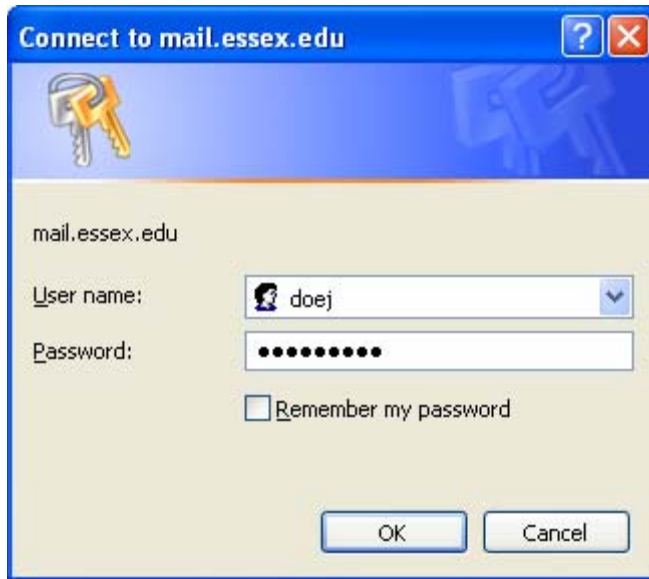 Connect to mail.essex.edu
mail.essex.edu
User name: doej
Password: •••••••••
Remember my password
OK Cancel